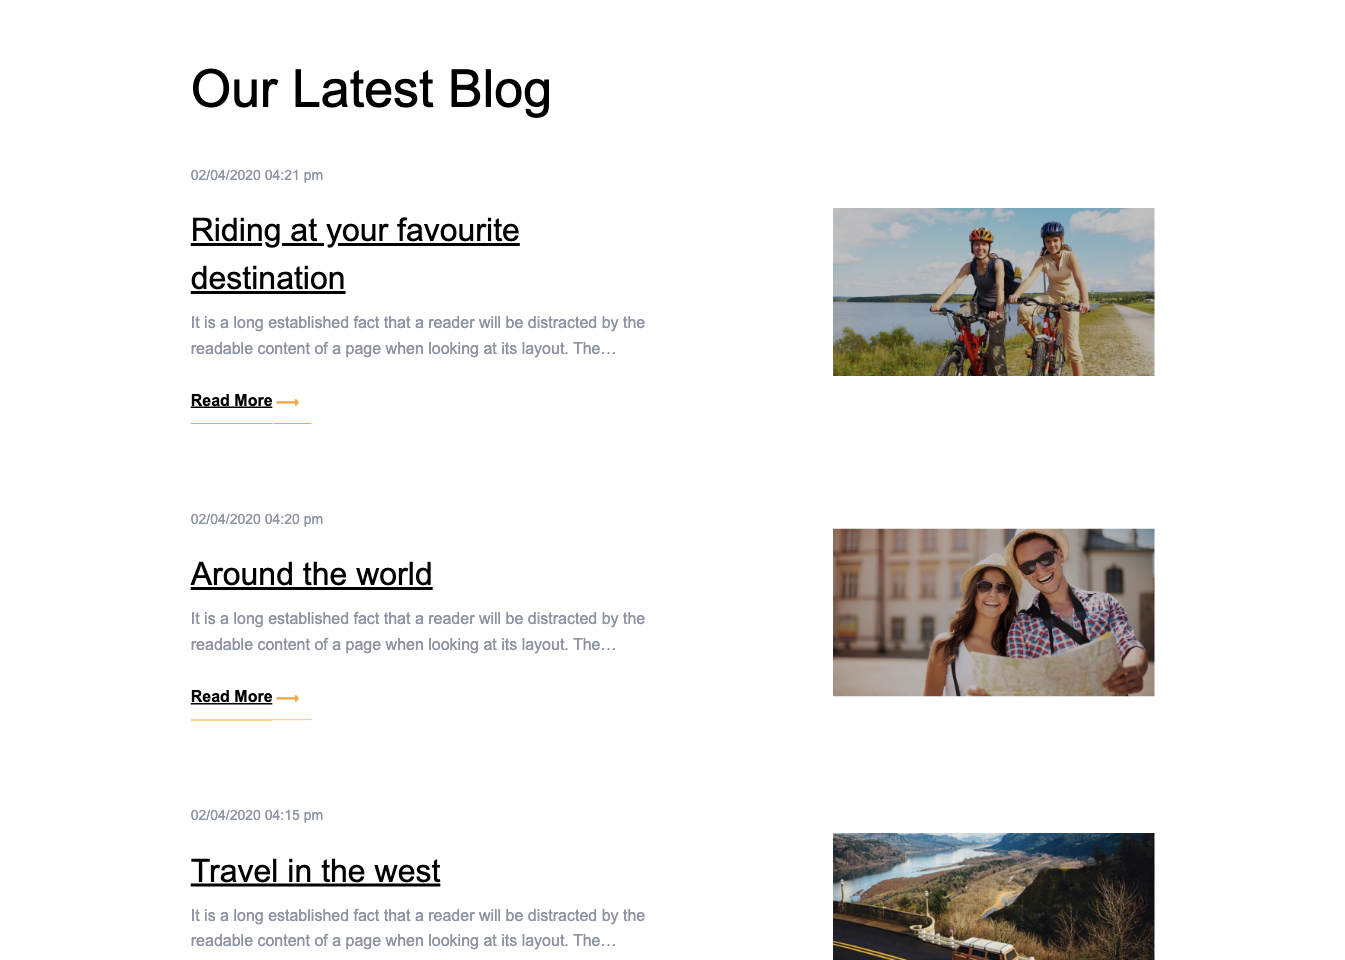 Our Latest Blog
02/04/2020 04:21 pm
Riding at your favourite
destination
It is a long established fact that a reader will be distracted by the
readable content of a page when looking at its layout. The…
Read More
02/04/2020 04:20 pm
Around the world
It is a long established fact that a reader will be distracted by the
readable content of a page when looking at its layout. The…
Read More
02/04/2020 04:15 pm
Travel in the west
It is a long established fact that a reader will be distracted by the
readable content of a page when looking at its layout. The…